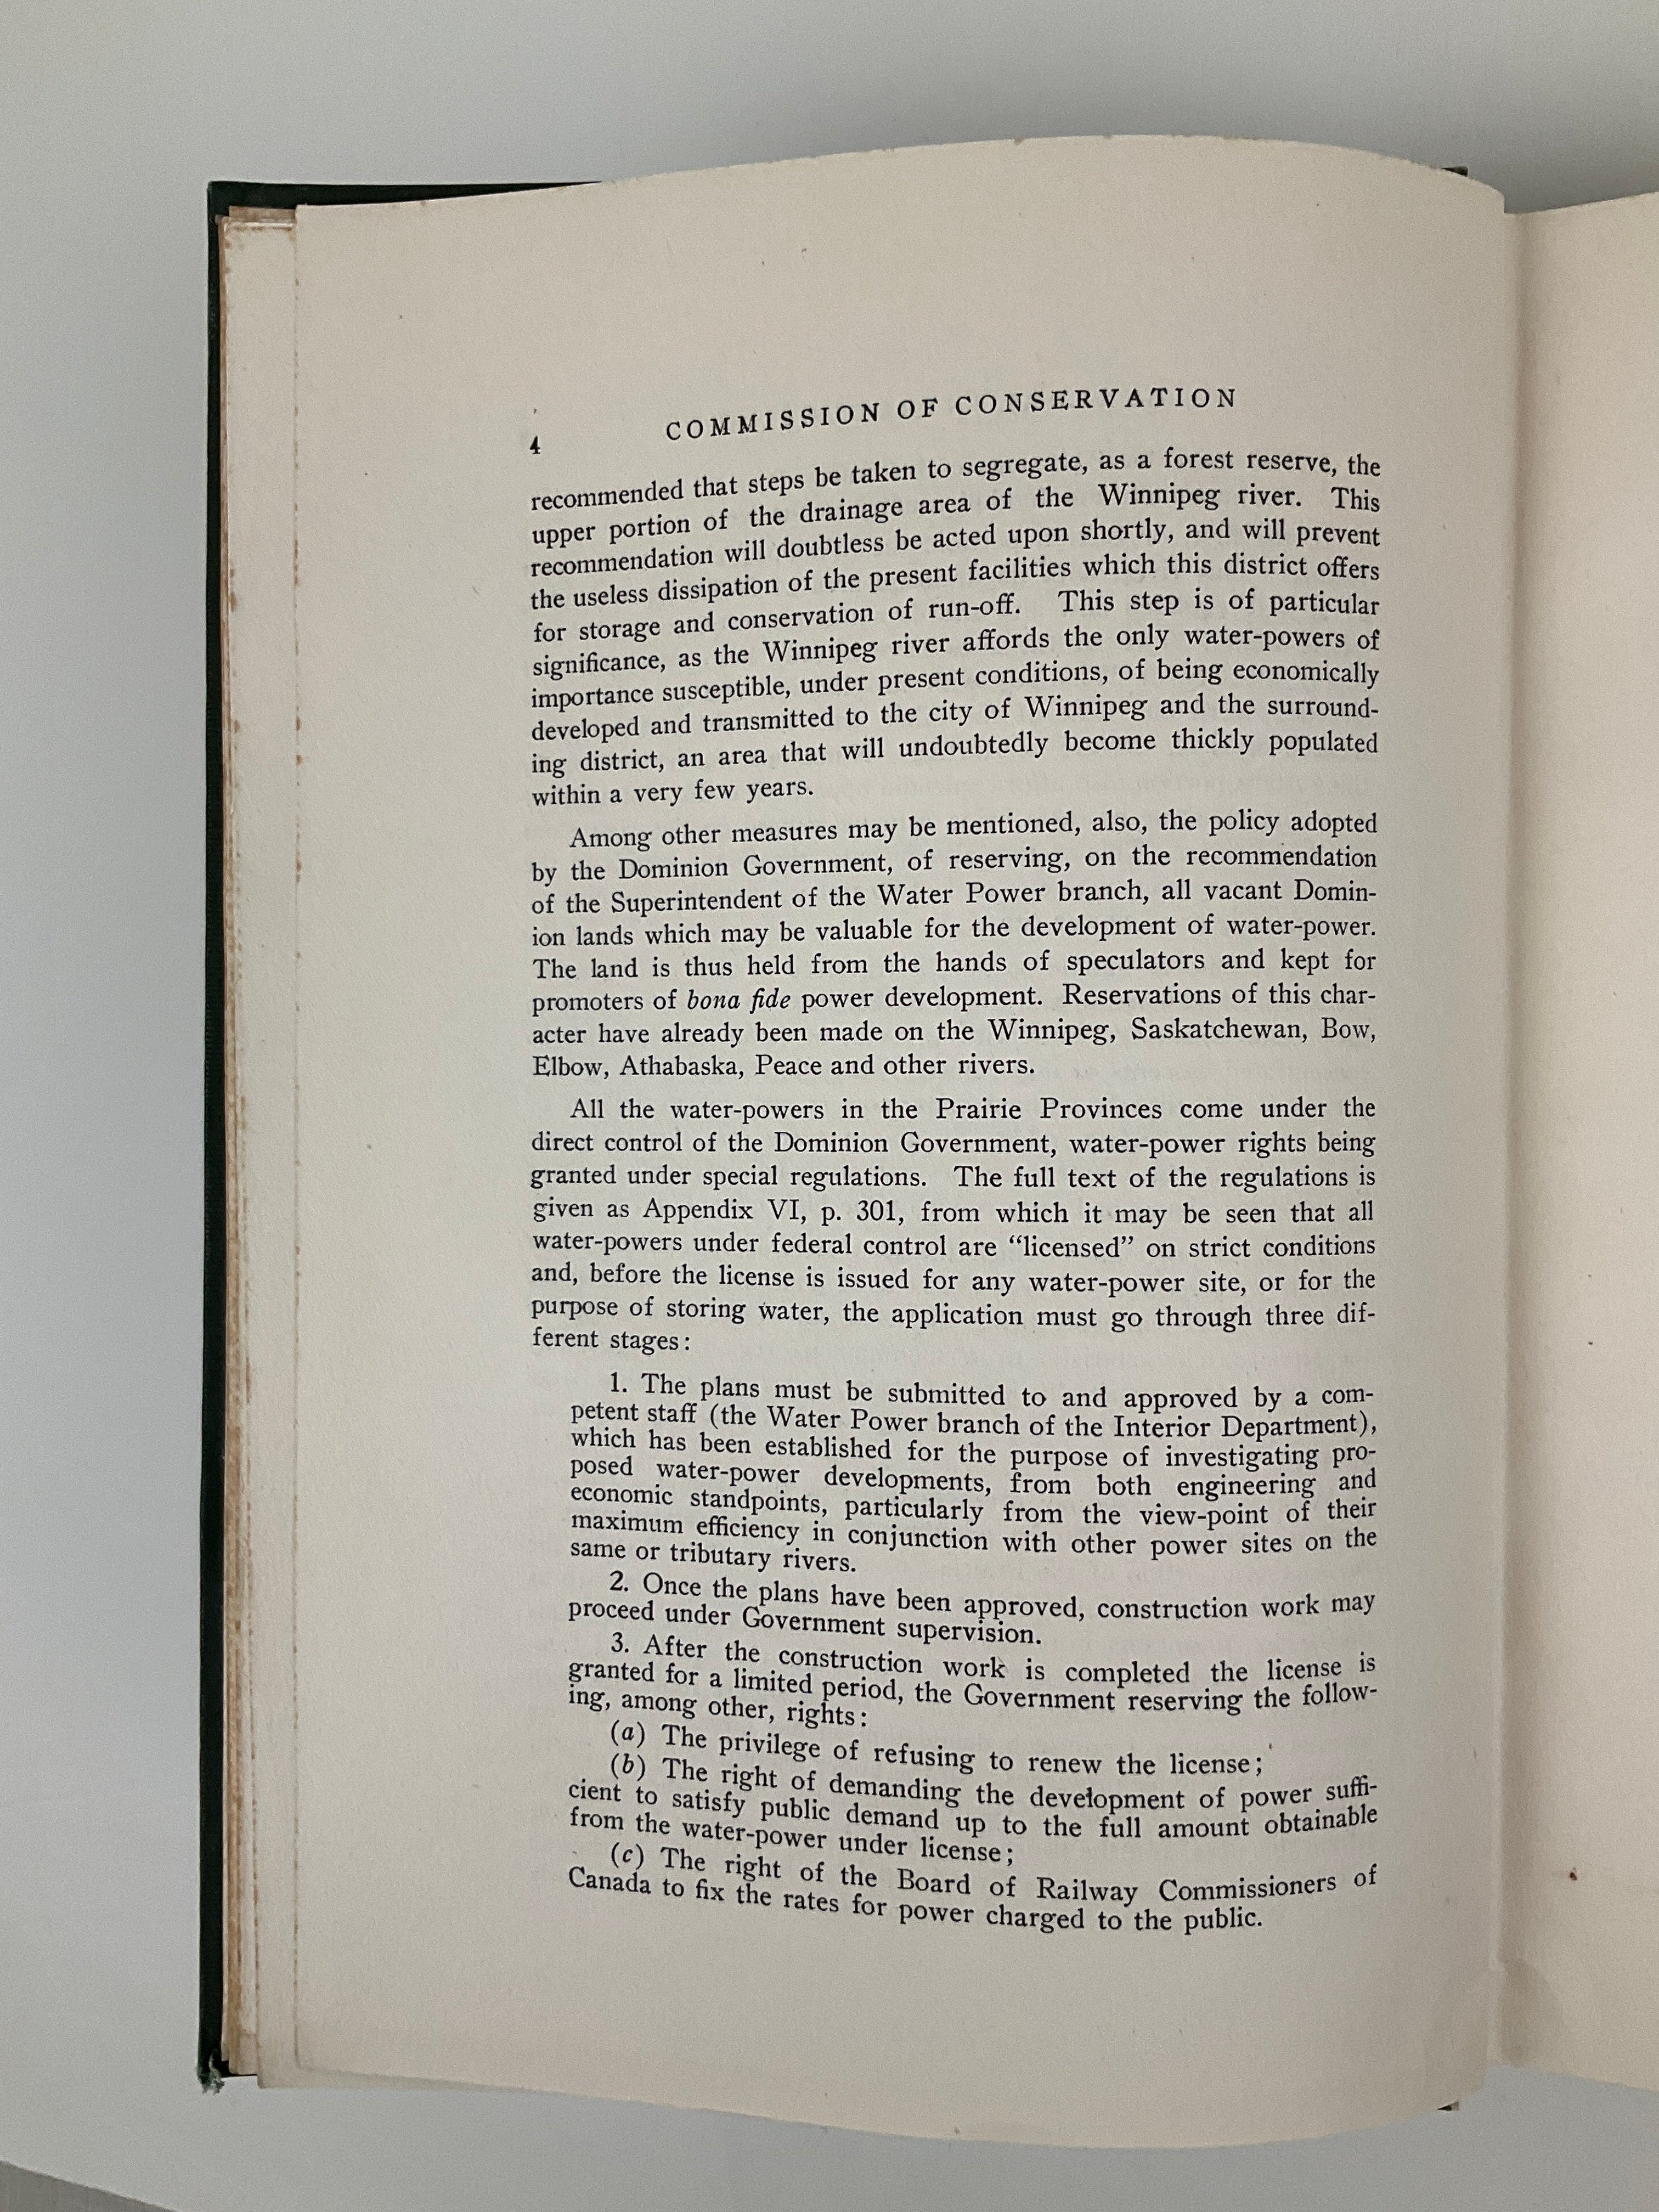 4
COMMISSION OF CONSERVATION
recommended that steps be taken to segregate, as a forest reserve, the
upper portion of the drainage area of the Winnipeg river. This
recommendation will doubtless be acted upon shortly, and will prevent
the useless dissipation of the present facilities which this district offers
for storage and conservation of run-off. This step is of particular
significance, as the Winnipeg river affords the only water-powers of
importance susceptible, under present conditions, of being economically
developed and transmitted to the city of Winnipeg and the surround-
ing district, an area that will undoubtedly become thickly populated
within a very few years.
Among other measures may be mentioned, also, the policy adopted
by the Dominion Government, of reserving, on the recommendation
of the Superintendent of the Water Power branch, all vacant Domin-
ion lands which may be valuable for the development of water-power.
The land is thus held from the hands of speculators and kept for
promoters of bona fide power development. Reservations of this char-
acter have already been made on the Winnipeg, Saskatchewan, Bow,
Elbow, Athabaska, Peace and other rivers.
All the water-powers in the Prairie Provinces come under the
direct control of the Dominion Government, water-power rights being
granted under special regulations. The full text of the regulations is
given as Appendix VI, p. 301, from which it may be seen that all
water-powers under federal control are “licensed” on strict conditions
and, before the license is issued for any water-power site, or for the
purpose of storing water, the application must go through three dif-
ferent stages:
1. The plans must be submitted to and approved by a com-
petent staff (the Water Power branch of the Interior Department),
which has been established for the purpose of investigating pro-
posed water-power developments, from both engineering and
economic standpoints, particularly from the view-point of their
maximum efficiency in conjunction with other power sites on the
same or tributary rivers.
2. Once the plans have been approved, construction work may
proceed under Government supervision.
3. After the construction work is completed the license is
granted for a limited period, the Government reserving the follow-
ing, among other, rights:
(a) The privilege of refusing to renew the license;
(b) The right of demanding the development of power suffi-
cient to satisfy public demand up to the full amount obtainable
from the water-power under license;
(c) The right of the Board of Railway Commissioners of
Canada to fix the rates for power charged to the public.